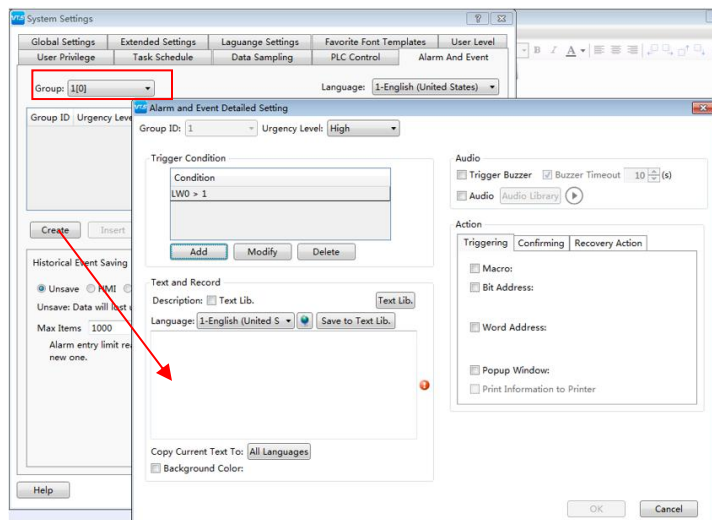 System Settings
Global Settings Extended Settings Laguange Settings Favorite Font Templates User Level
User Privilege Task Schedule Data Sampling PLC Control Alarm And Event
Group: 1[0] Language: 1-English (United States)
Group ID Urgency Leve
Create Insert
Historical Event Saving
Unsave HMI
Unsave: Data will lost
Max Items 1000
Alarm entry limit re
new one.
Help
Alarm and Event Detailed Setting
Group ID: 1 Urgency Level: High
Trigger Condition
Condition
LW0 > 1
Add Modify Delete
Text and Record
Description: Text Lib. Text Lib.
Language: 1-English (United S Save to Text Lib.
Copy Current Text To: All Languages
Background Color:
Audio
Trigger Buzzer Buzzer Timeout 10 (s)
Audio Audio Library
Action
Triggering Confirming Recovery Action
Macro:
Bit Address:
Word Address:
Popup Window:
Print Information to Printer
OK Cancel